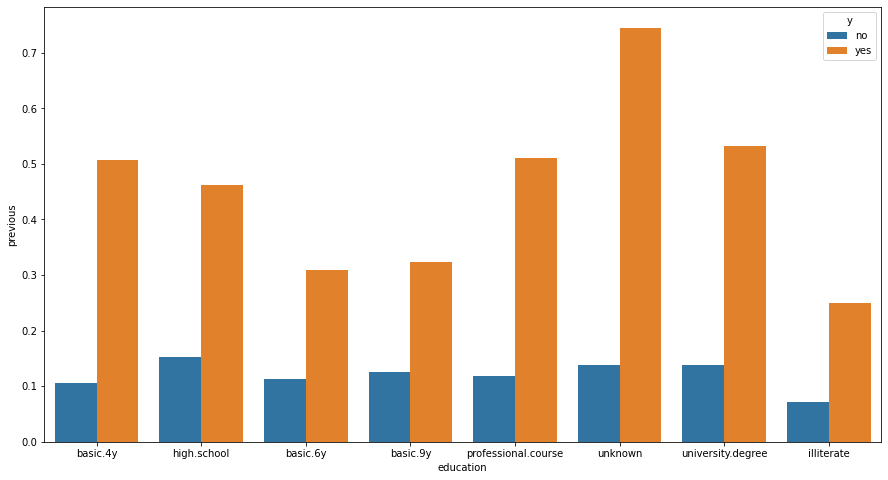 y
no
yes
0.7
0.6
0.5
0.4
0.3
0.2
0.1
0.0
previous
basic.4y high.school basic.6y basic.9y professional.course unknown university.degree illiterate
education